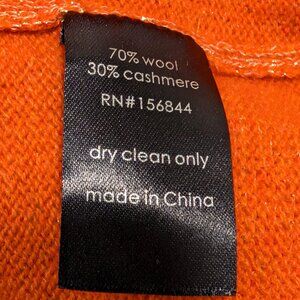 70% wool
30% cashmere
RN#156844
dry clean only
made in China